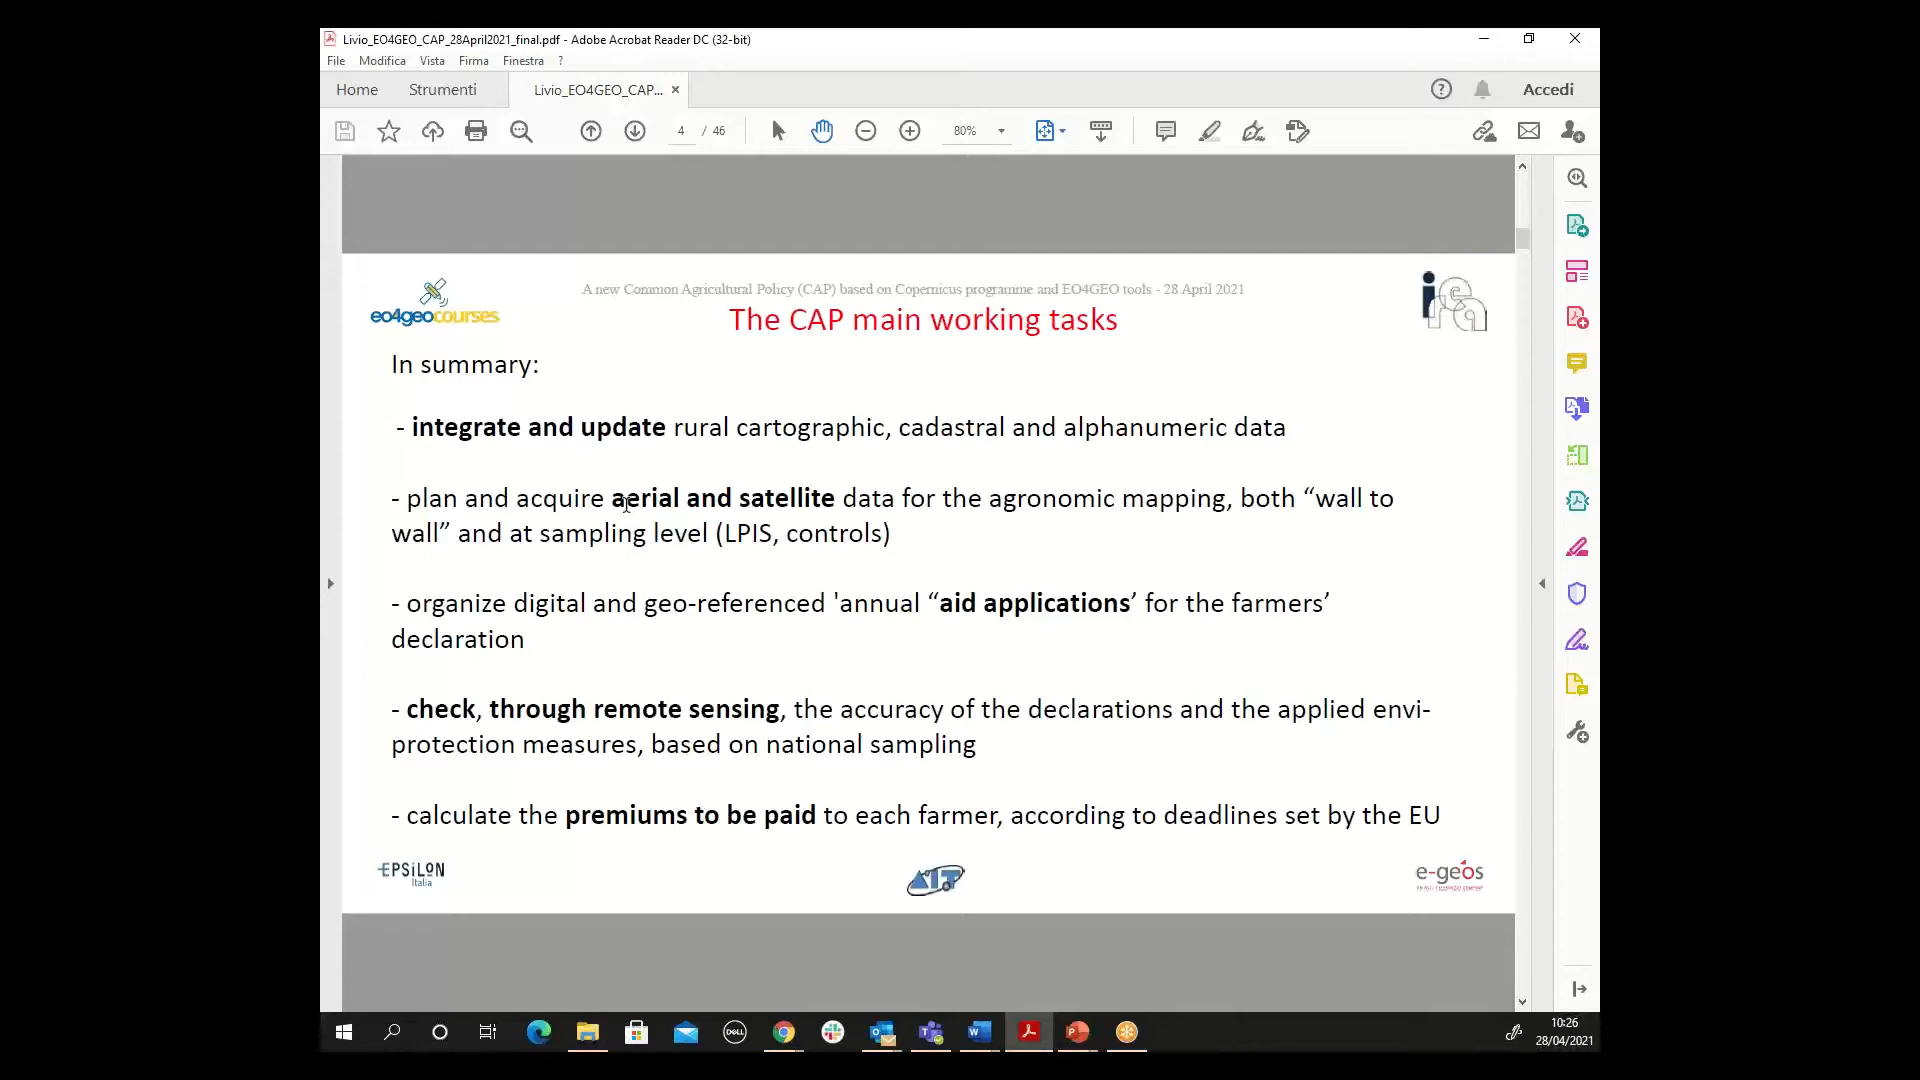 Livio_EO4GEO_CAP_28April2021_final.pdf - Adobe Acrobat Reader DC (32-bit)
File Modifica Vista Firma Finestra ?
Home Strumenti Livio_EO4GEO_CAP... × Accedi
4 / 46 80%
A new Common Agricultural Policy (CAP) based on Copernicus programme and EO4GEO tools - 28 April 2021
eo4geocourses
The CAP main working tasks
In summary:
- integrate and update rural cartographic, cadastral and alphanumeric data
- plan and acquire aerial and satellite data for the agronomic mapping, both “wall to
wall” and at sampling level (LPIS, controls)
- organize digital and geo-referenced 'annual “aid applications’ for the farmers’
declaration
- check, through remote sensing, the accuracy of the declarations and the applied envi-
protection measures, based on national sampling
- calculate the premiums to be paid to each farmer, according to deadlines set by the EU
EPSILON
Italia
AIT
e-geos
10:26
28/04/2021